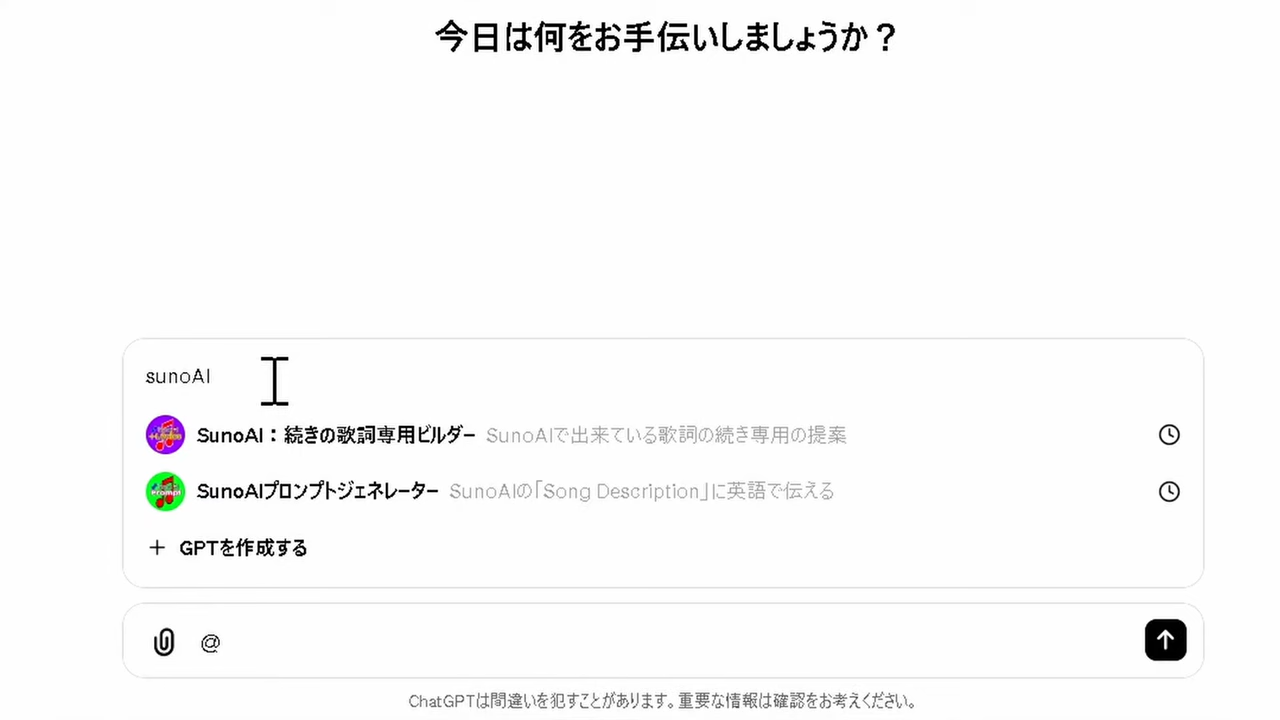 今日は何をお手伝いしましょうか？
sunoAI
SunoAI：続きの歌詞専用ビルダー SunoAIで出来ている歌詞の続き専用の提案
Prompt
SunoAIプロンプトジェネレーター SunoAIの「Song Description」に英語で伝える
+ GPTを作成する
@
ChatGPTは間違いを犯すことがあります。重要な情報は確認をお考えください。